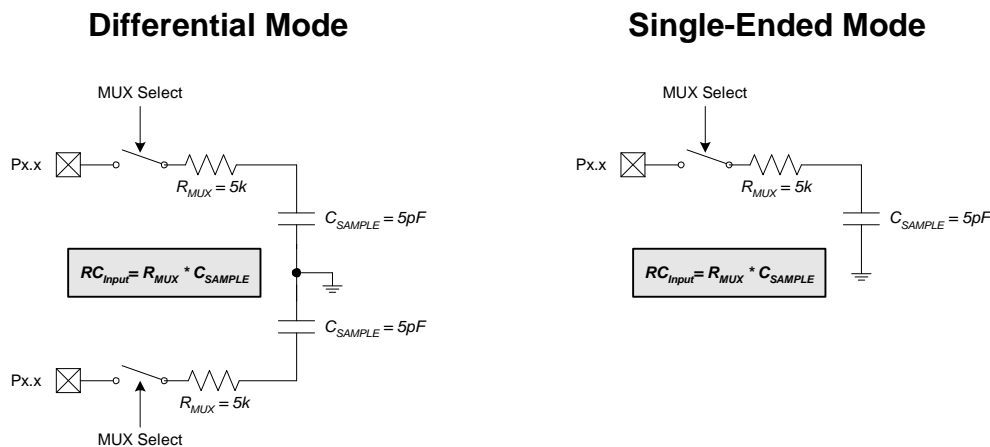 Differential Mode
MUX Select
Px.x
R_MUX = 5k
C_SAMPLE = 5pF
RC_Input= R_MUX * C_SAMPLE
C_SAMPLE = 5pF
Px.x
R_MUX = 5k
MUX Select
Single-Ended Mode
MUX Select
Px.x
R_MUX = 5k
C_SAMPLE = 5pF
RC_Input= R_MUX * C_SAMPLE